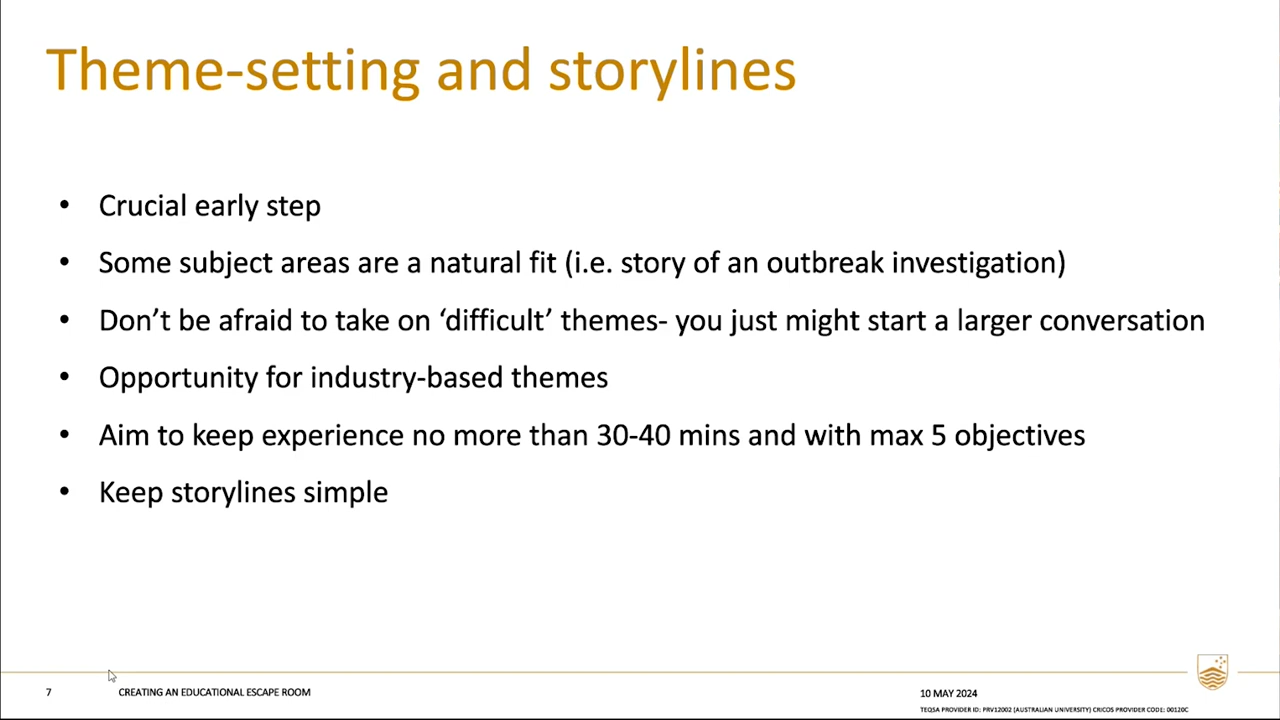 Theme-setting and storylines
• Crucial early step
• Some subject areas are a natural fit (i.e. story of an outbreak investigation)
• Don’t be afraid to take on ‘difficult’ themes- you just might start a larger conversation
• Opportunity for industry-based themes
• Aim to keep experience no more than 30-40 mins and with max 5 objectives
• Keep storylines simple
7 CREATING AN EDUCATIONAL ESCAPE ROOM
10 MAY 2024
TEQSA PROVIDER ID: PRV12002 (AUSTRALIAN UNIVERSITY) CRICOS PROVIDER CODE: 00120C